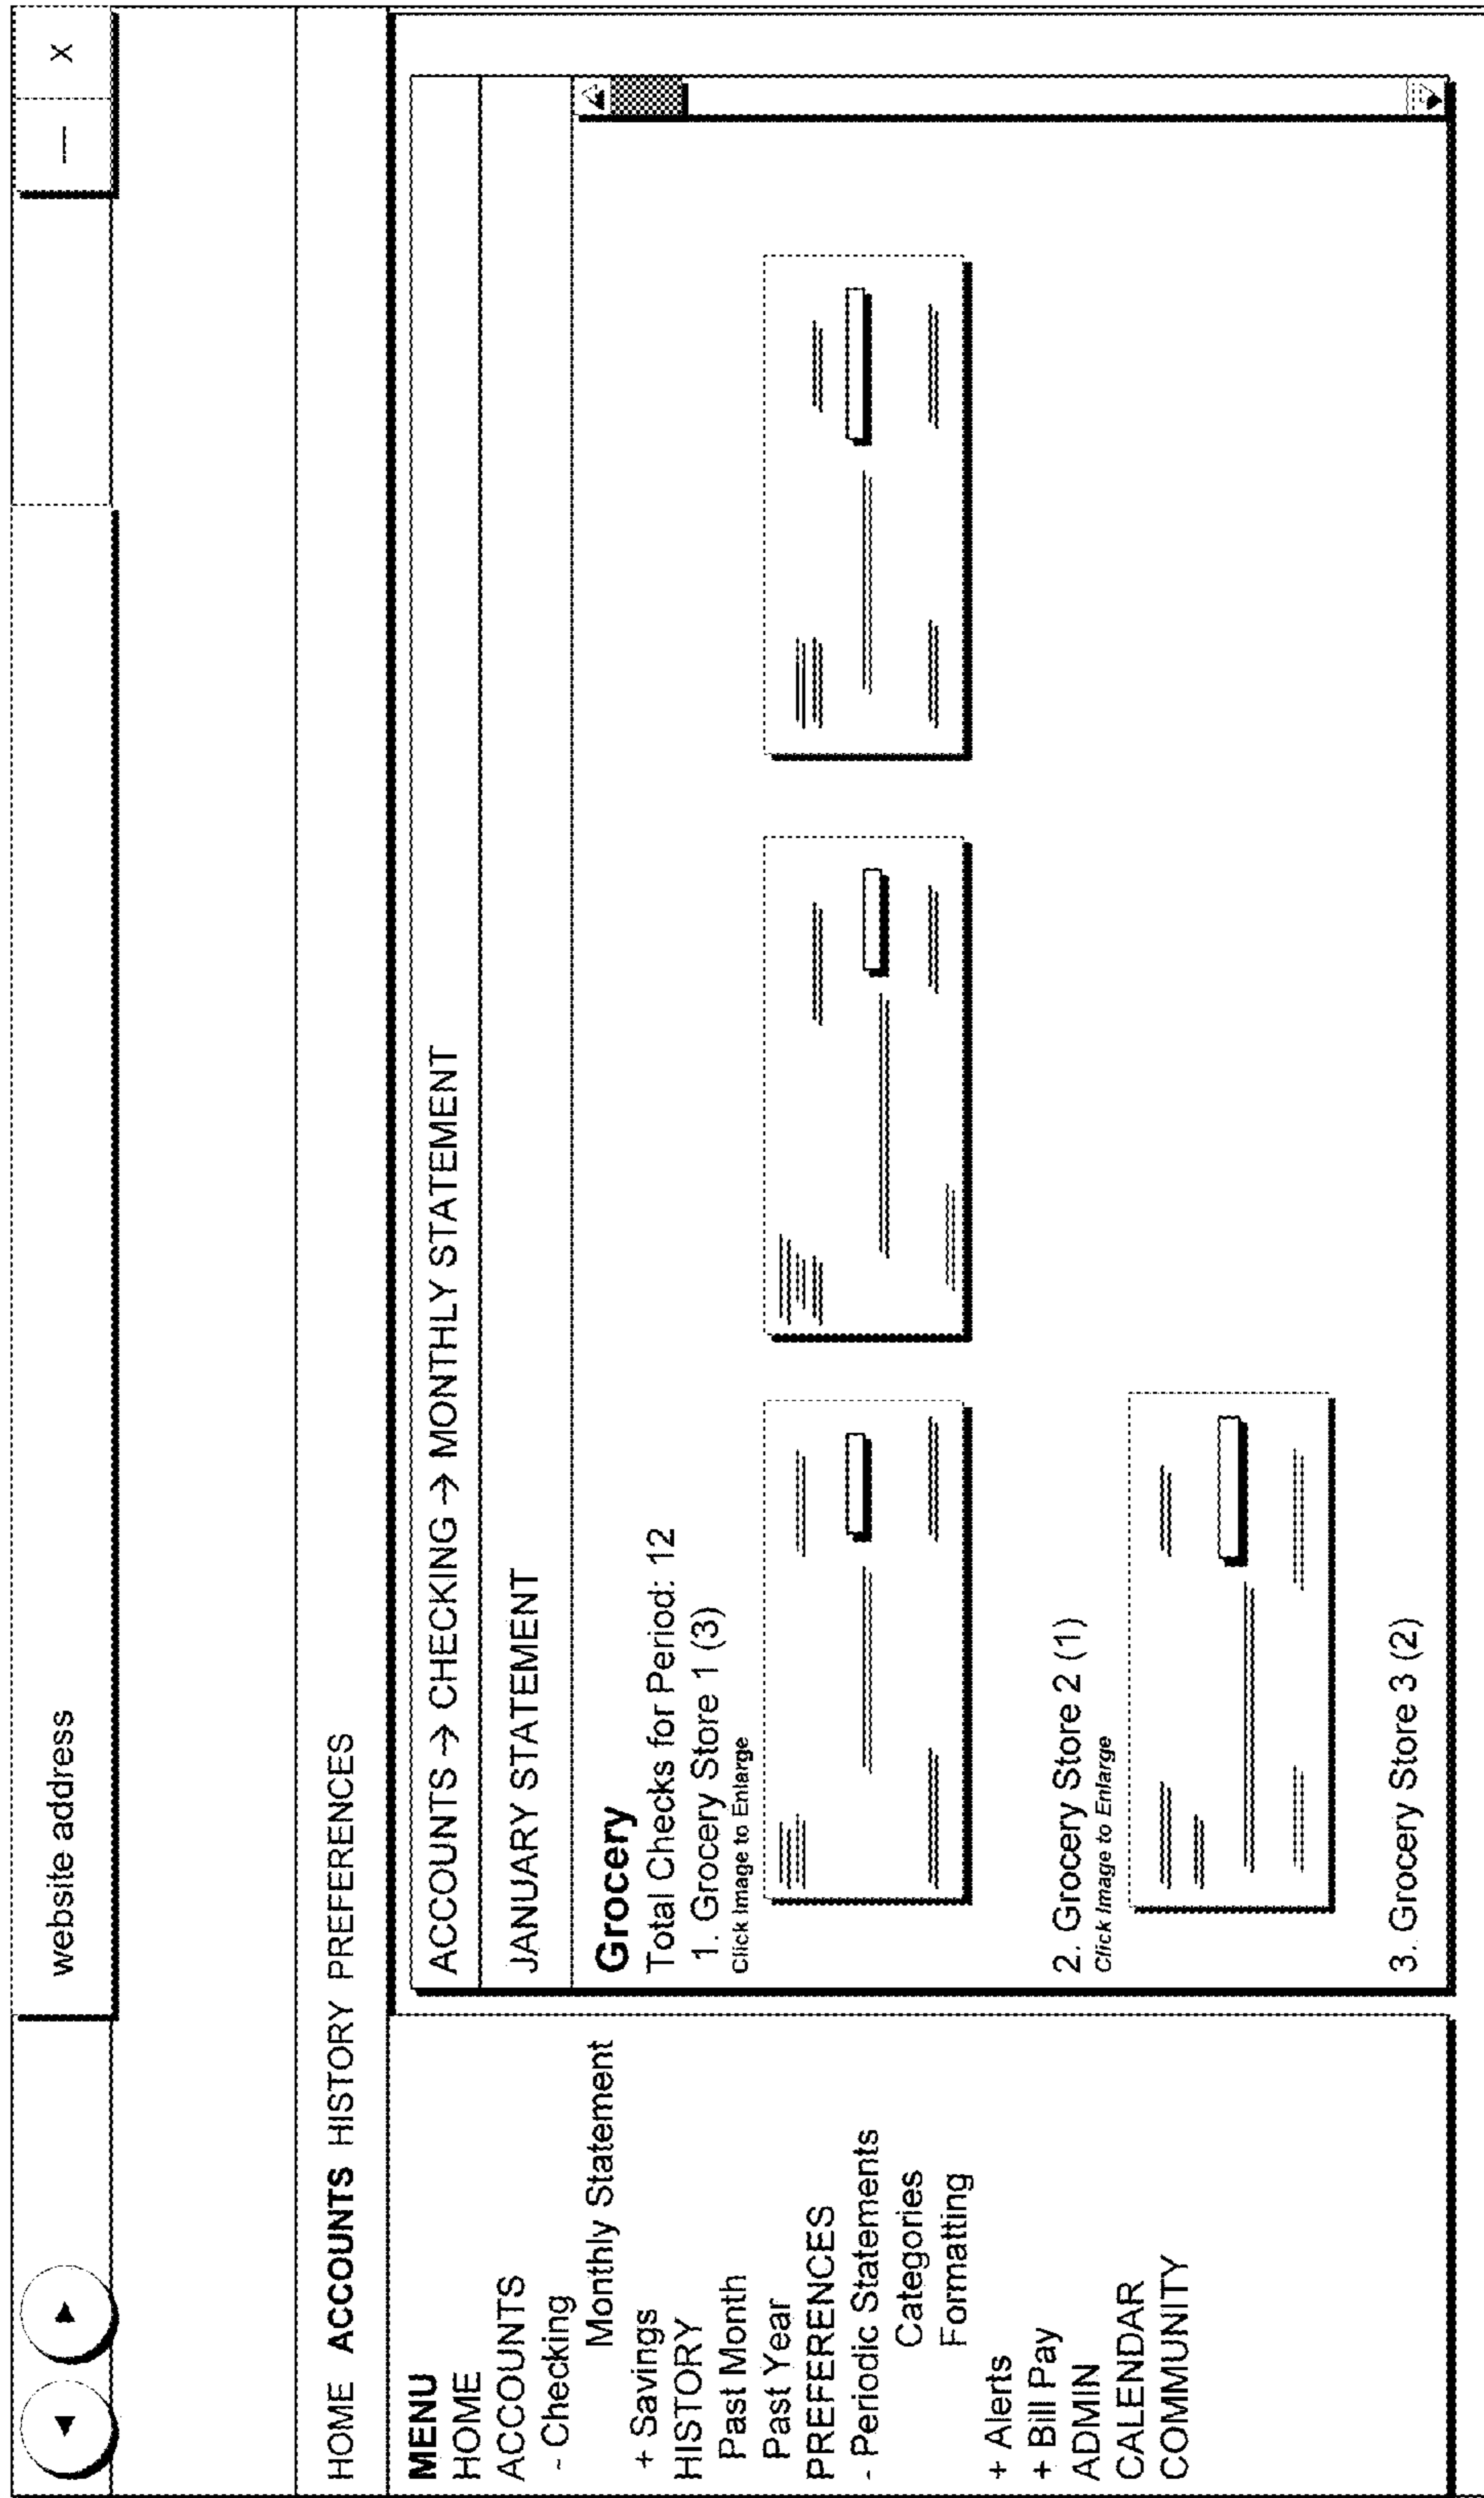 website address
— X
HOME ACCOUNTS HISTORY PREFERENCES
MENU
HOME
ACCOUNTS
- Checking
Monthly Statement
+ Savings
HISTORY
Past Month
Past Year
PREFERENCES
- Periodic Statements
Categories
Formatting
+ Alerts
+ Bill Pay
ADMIN
CALENDAR
COMMUNITY
ACCOUNTS → CHECKING → MONTHLY STATEMENT
JANUARY STATEMENT
Grocery
Total Checks for Period: 12
1. Grocery Store 1 (3)
Click Image to Enlarge
2. Grocery Store 2 (1)
Click Image to Enlarge
3. Grocery Store 3 (2)